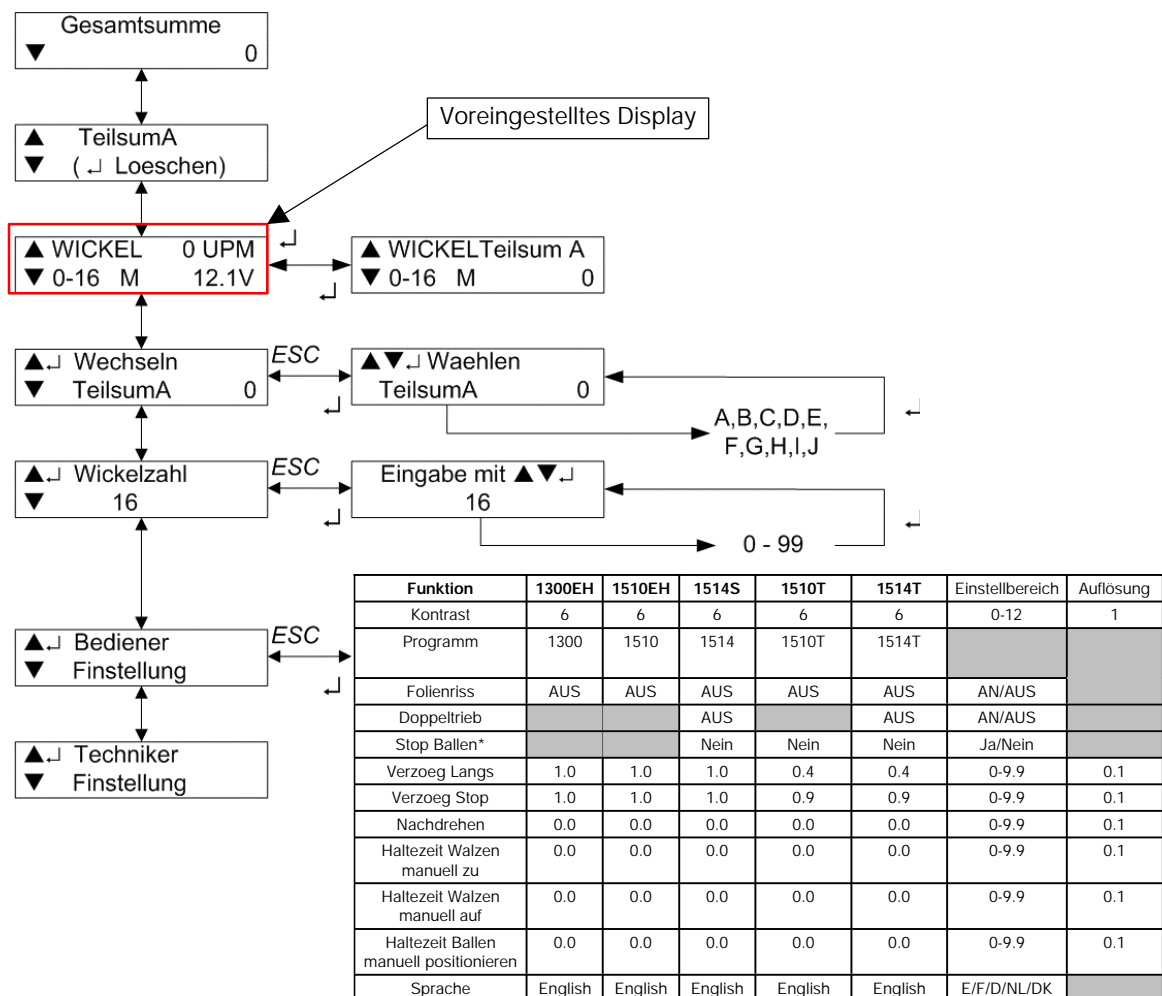 Gesamtsumme
▼ 0
Voreingestelltes Display
▲ TeilsumA
▼ (↵ Loeschen)
▲ WICKEL 0 UPM
▼ 0-16 M 12.1V
↵
↵
▲ WICKELTeilsum A
▼ 0-16 M 0
▲↵ Wechseln
▼ TeilsumA 0
ESC
↵
▲▼↵ Waehlen
TeilsumA 0
A,B,C,D,E,
F,G,H,I,J
↵
▲↵ Wickelzahl
▼ 16
ESC
↵
Eingabe mit ▲▼↵
16
0 - 99
↵
▲↵ Bediener
▼ Finstellung
ESC
↵
▲↵ Techniker
▼ Finstellung
Funktion 1300EH 1510EH 1514S 1510T 1514T Einstellbereich Auflösung
Kontrast 6 6 6 6 6 0-12 1
Programm 1300 1510 1514 1510T 1514T
Folienriss AUS AUS AUS AUS AUS AN/AUS
Doppeltrieb AUS AUS AN/AUS
Stop Ballen* Nein Nein Nein Ja/Nein
Verzoeg Langs 1.0 1.0 1.0 0.4 0.4 0-9.9 0.1
Verzoeg Stop 1.0 1.0 1.0 0.9 0.9 0-9.9 0.1
Nachdrehen 0.0 0.0 0.0 0.0 0.0 0-9.9 0.1
Haltezeit Walzen 0.0 0.0 0.0 0.0 0.0 0-9.9 0.1
manuell zu
Haltezeit Walzen 0.0 0.0 0.0 0.0 0.0 0-9.9 0.1
manuell auf
Haltezeit Ballen 0.0 0.0 0.0 0.0 0.0 0-9.9 0.1
manuell positionieren
Sprache English English English English English E/F/D/NL/DK